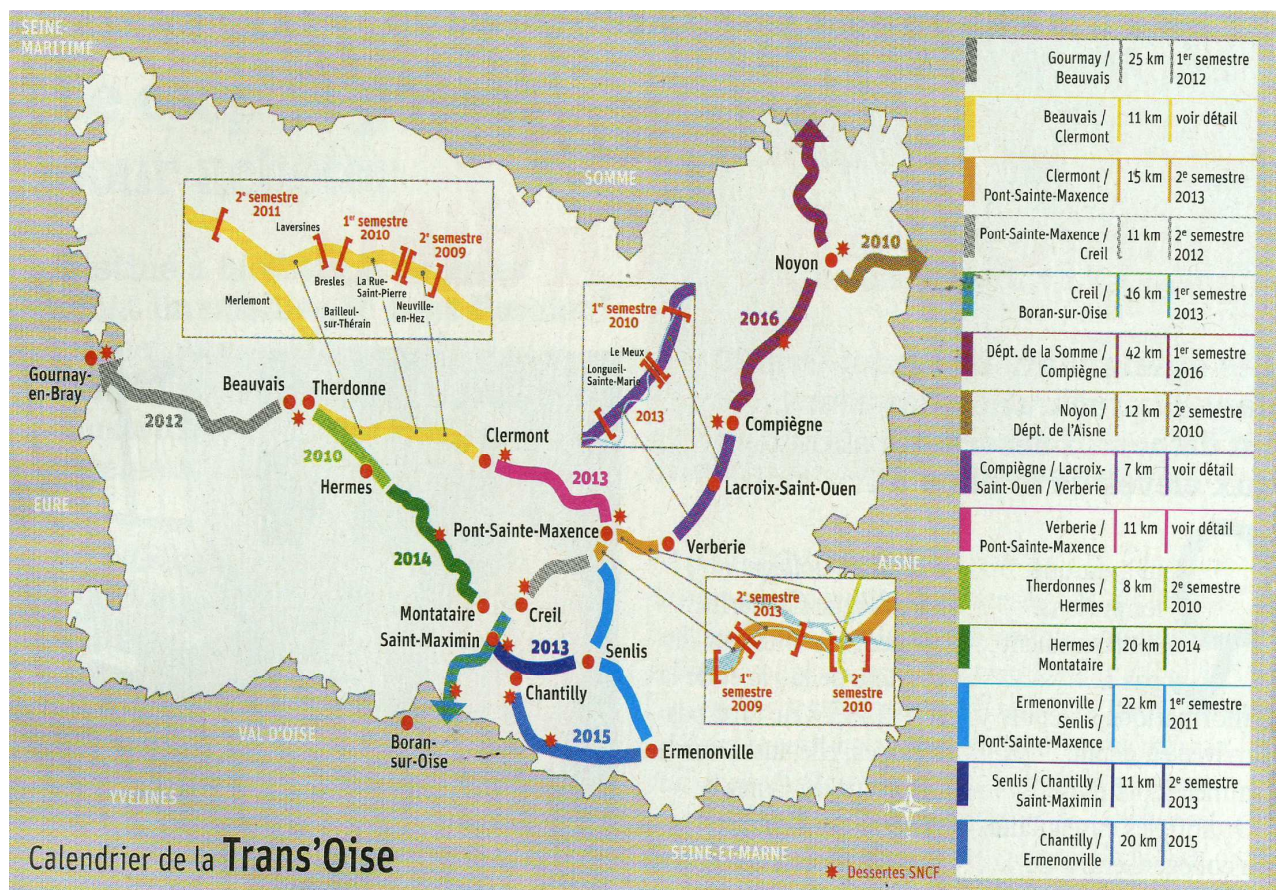 SEINE-
MARITIME
SOMME
EURE
AISNE
VAL D'OISE
YVELINES
SEINE-ET-MARNE
2e semestre
2011
Laversines
1er semestre
2010
2e semestre
2009
Bresles
La Rue-
Saint-Pierre
Neuville-
en-Hez
Merlemont
Bailleul-
sur-Thérain
1er semestre
2010
Le Meux
Longueil-
Sainte-Marie
2013
Noyon
2010
2016
Gournay-
en-Bray
2012
Beauvais
Therdonne
Compiègne
Clermont
2010
Hermes
2013
Lacroix-Saint-Ouen
Pont-Sainte-Maxence
Verberie
2014
Montataire
Creil
Saint-Maximin
2013
Senlis
Chantilly
2015
Ermenonville
Boran-
sur-Oise
2e semestre
2013
1er
semestre
2009
2e
semestre
2010
Calendrier de la Trans'Oise
Dessertes SNCF
Gournay / 25 km 1er semestre
Beauvais 2012
Beauvais / 11 km voir détail
Clermont
Clermont / 15 km 2e semestre
Pont-Sainte-Maxence 2013
Pont-Sainte-Maxence / 11 km 2e semestre
Creil 2012
Creil / 16 km 1er semestre
Boran-sur-Oise 2013
Dépt. de la Somme / 42 km 1er semestre
Compiègne 2016
Noyon / 12 km 2e semestre
Dépt. de l'Aisne 2010
Compiègne / Lacroix- 7 km voir détail
Saint-Ouen / Verberie
Verberie / 11 km voir détail
Pont-Sainte-Maxence
Therdonnes / 8 km 2e semestre
Hermes 2010
Hermes / 20 km 2014
Montataire
Ermenonville / 22 km 1er semestre
Senlis / 2011
Pont-Sainte-Maxence
Senlis / Chantilly / 11 km 2e semestre
Saint-Maximin 2013
Chantilly / 20 km 2015
Ermenonville